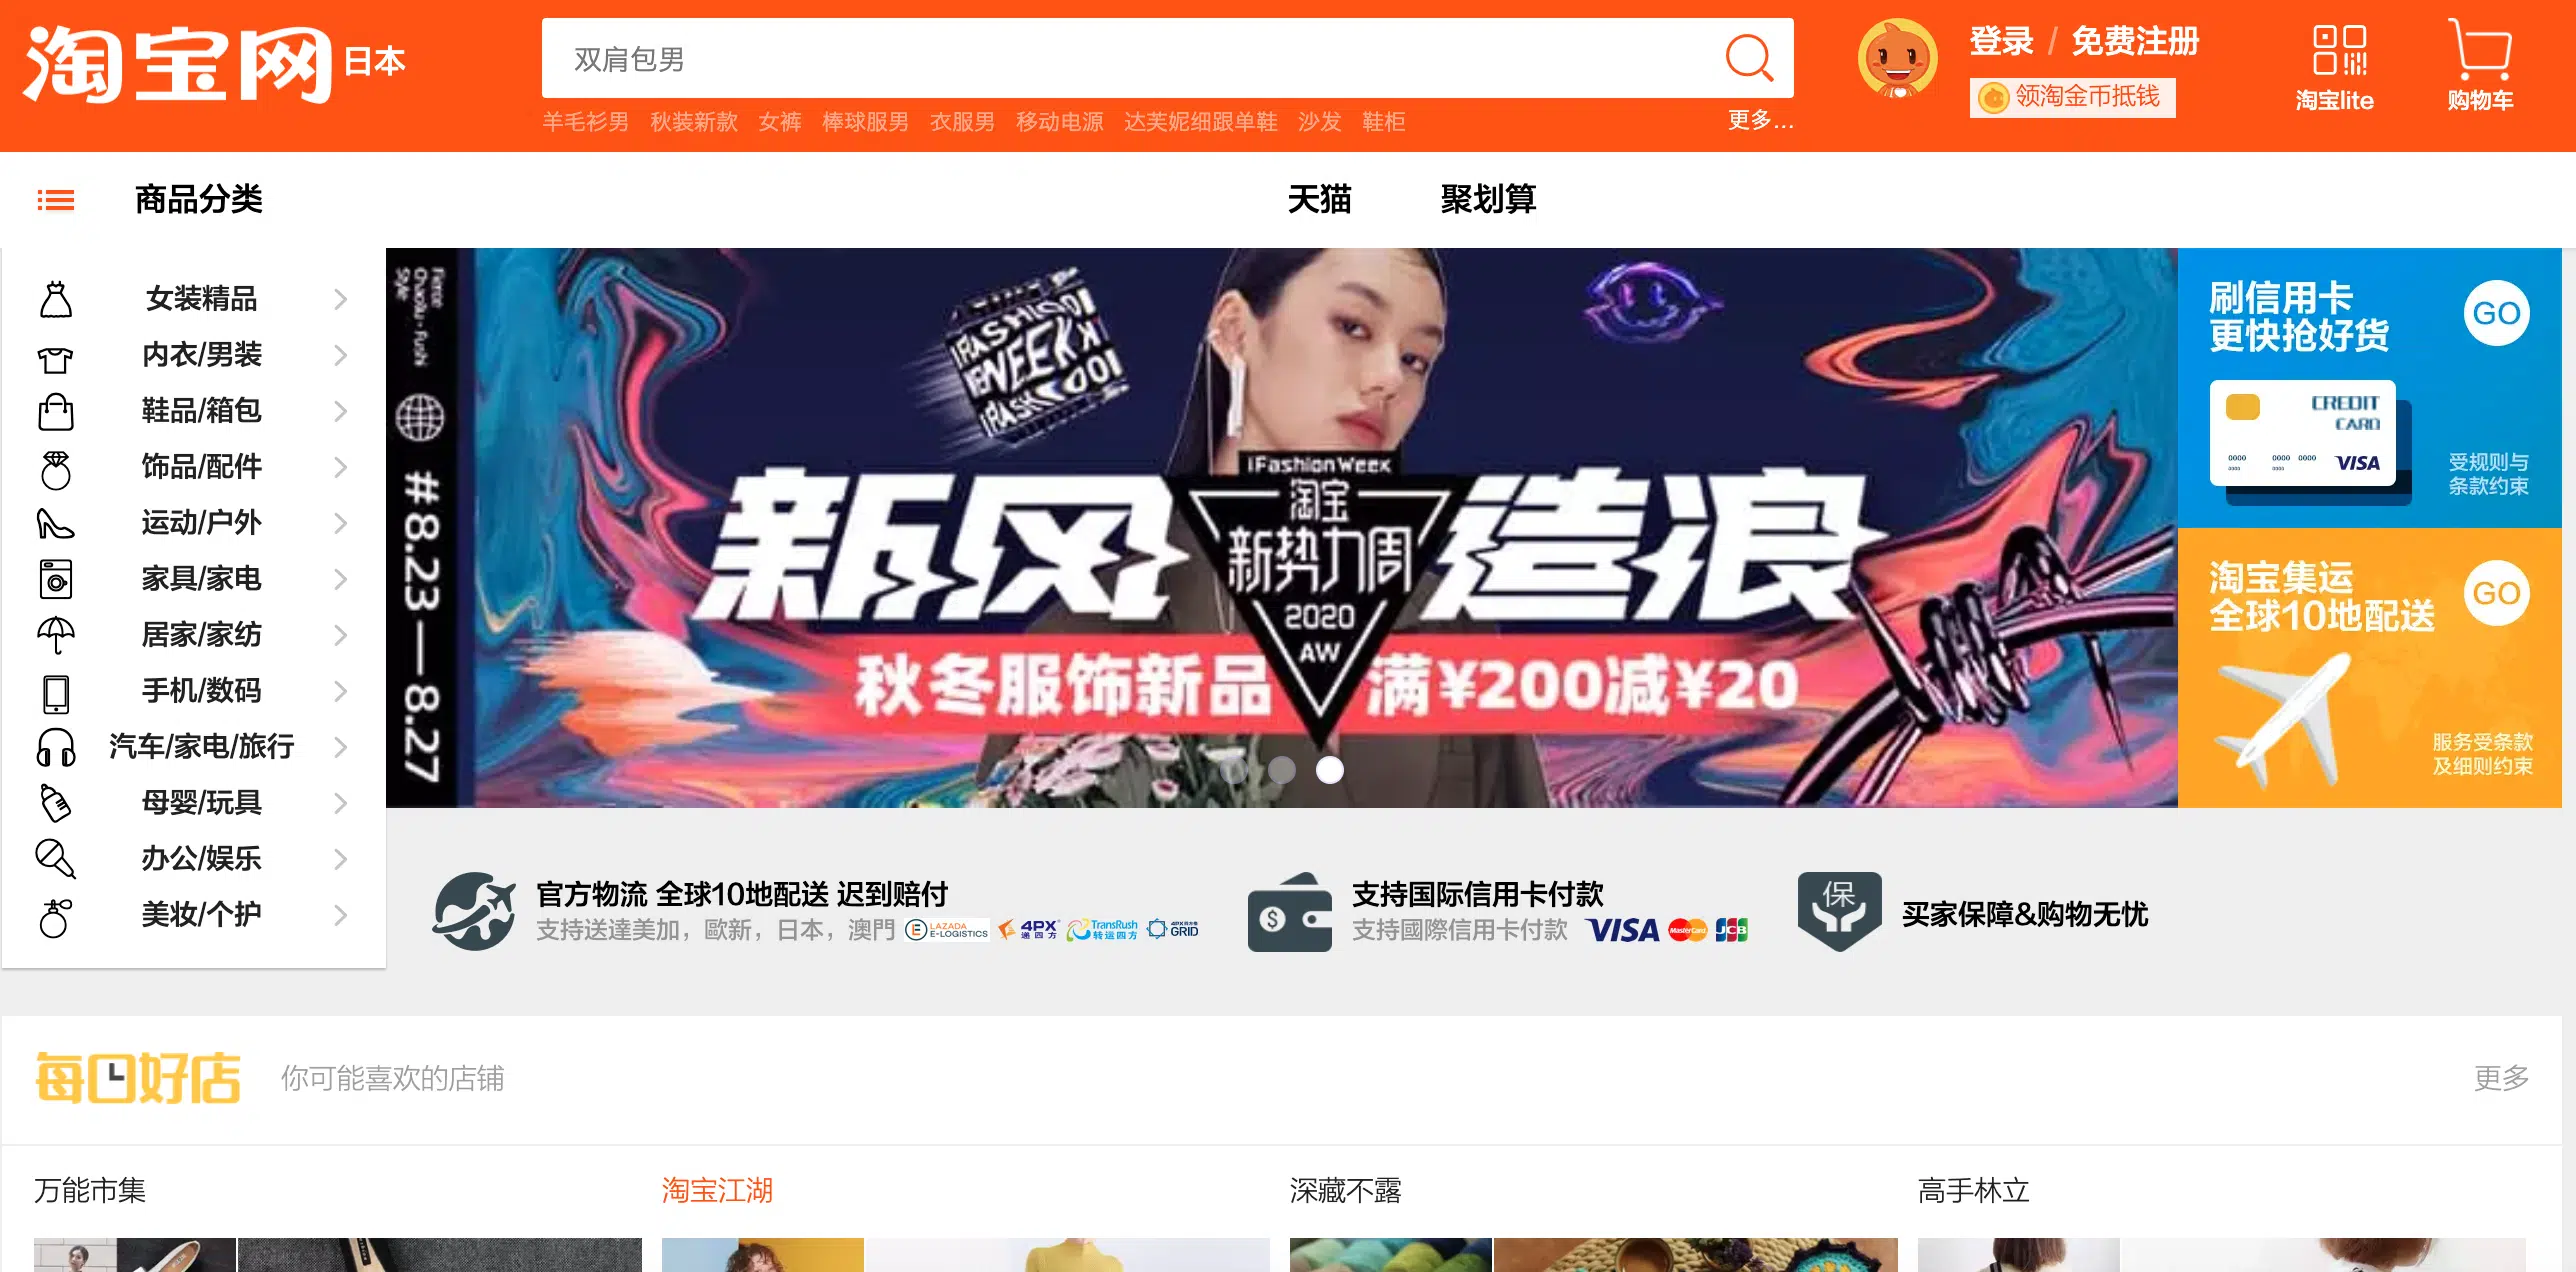 淘宝网 日本
双肩包男
登录 / 免费注册
领淘金币抵钱
淘宝lite
购物车
羊毛衫男 秋装新款 女裤 棒球服男 衣服男 移动电源 达芙妮细跟单鞋 沙发 鞋柜
更多...
商品分类
天猫
聚划算
女装精品
内衣/男装
鞋品/箱包
饰品/配件
运动/户外
家具/家电
居家/家纺
手机/数码
汽车/家电/旅行
母婴/玩具
办公/娱乐
美妆/个护
#8.23—8.27
iFashion Week
淘宝
新势力周
2020
AW
新风造浪
秋冬服饰新品 满¥200减¥20
刷信用卡
更快抢好货
GO
CREDIT
CARD
VISA
受规则与
条款约束
淘宝集运
全球10地配送
GO
服务受条款
及细则约束
官方物流 全球10地配送 迟到赔付
支持送達美加，歐新，日本，澳門 LAZADA E-LOGISTICS 4PX 递四方 TransRush 转运四方 GRID
支持国际信用卡付款
支持國際信用卡付款 VISA MasterCard JCB
保
买家保障&购物无忧
每日好店
你可能喜欢的店铺
更多
万能市集
淘宝江湖
深藏不露
高手林立